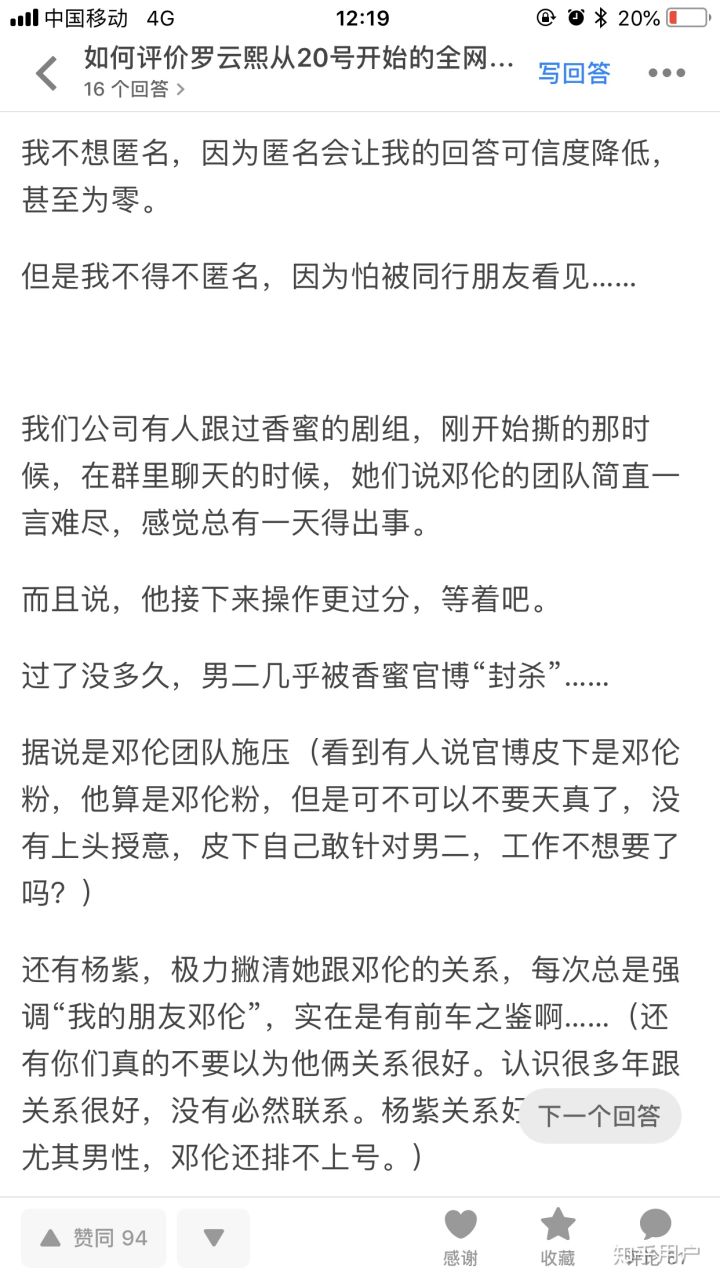 中国移动 4G 12:19 20%
如何评价罗云熙从20号开始的全网...
16 个回答
写回答
我不想匿名，因为匿名会让我的回答可信度降低，
甚至为零。
但是我不得不匿名，因为怕被同行朋友看见......
我们公司有人跟过香蜜的剧组，刚开始撕的那时
候，在群里聊天的时候，她们说邓伦的团队简直一
言难尽，感觉总有一天得出事。
而且说，他接下来操作更过分，等着吧。
过了没多久，男二几乎被香蜜官博“封杀”......
据说是邓伦团队施压（看到有人说官博皮下是邓伦
粉，他算是邓伦粉，但是可不可以不要天真了，没
有上头授意，皮下自己敢针对男二，工作不想要了
吗？）
还有杨紫，极力撇清她跟邓伦的关系，每次总是强
调“我的朋友邓伦”，实在是有前车之鉴啊......（还
有你们真的不要以为他俩关系很好。认识很多年跟
关系很好，没有必然联系。杨紫关系好
下一个回答
尤其男性，邓伦还排不上号。）
赞同 94
感谢
收藏
知乎用户